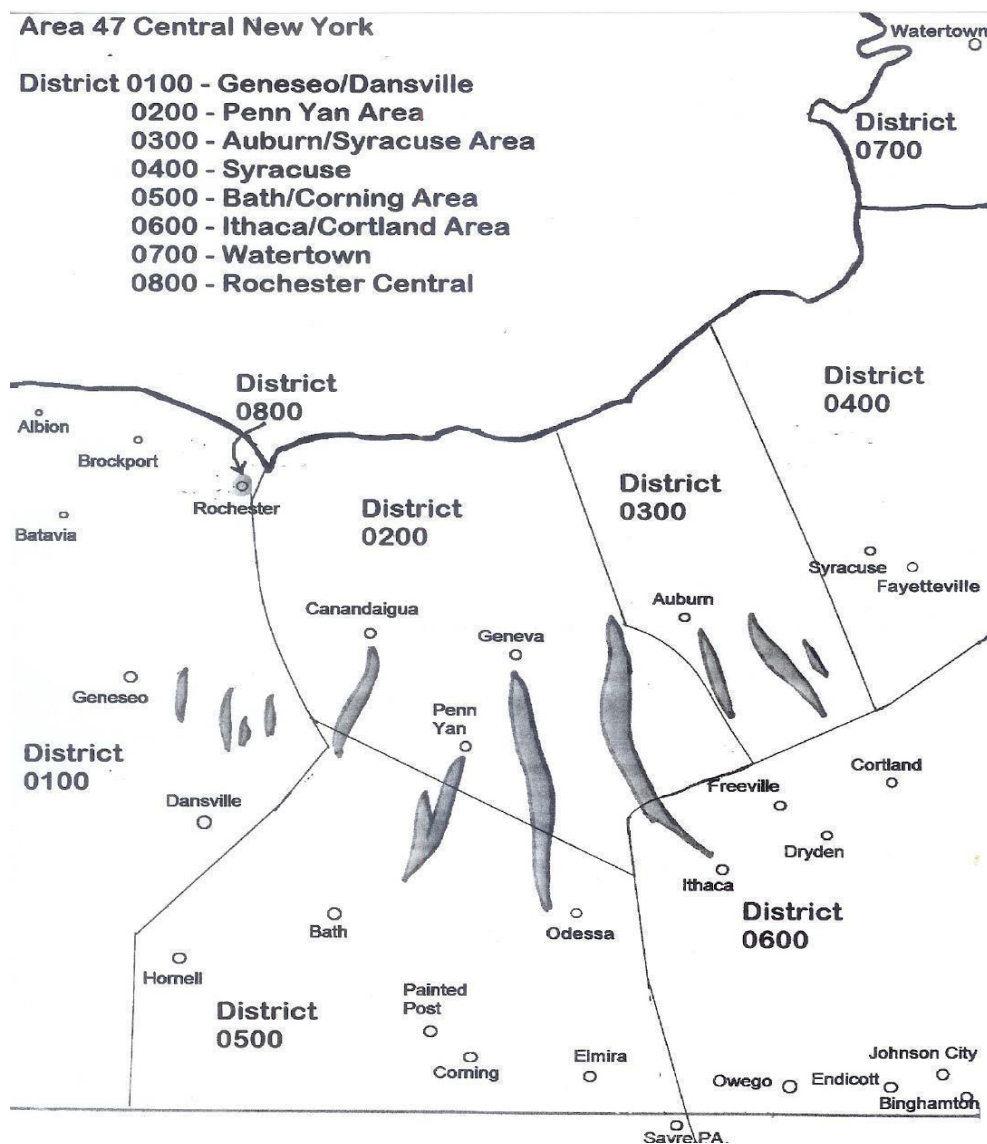 Area 47 Central New York
District 0100 - Geneseo/Dansville
0200 - Penn Yan Area
0300 - Auburn/Syracuse Area
0400 - Syracuse
0500 - Bath/Corning Area
0600 - Ithaca/Cortland Area
0700 - Watertown
0800 - Rochester Central
Watertown
District
0700
District
0800
District
0400
Albion
Brockport
Rochester
Batavia
District
0200
District
0300
Syracuse
Fayetteville
Canandaigua
Auburn
Geneva
Geneseo
Penn
Yan
District
0100
Dansville
Freeville
Cortland
Dryden
Ithaca
Bath
Odessa
District
0600
Hornell
Painted
Post
District
0500
Corning
Elmira
Johnson City
Owego
Endicott
Binghamton
Sayre PA.